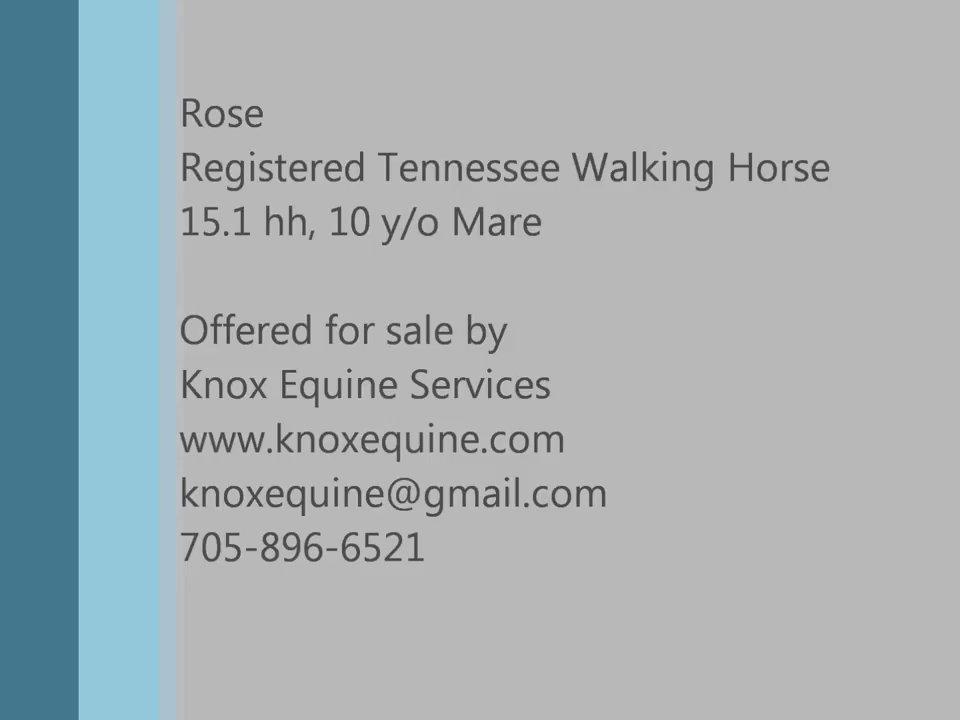 Rose
Registered Tennessee Walking Horse
15.1 hh, 10 y/o Mare
Offered for sale by
Knox Equine Services
www.knoxequine.com
knoxequine@gmail.com
705-896-6521